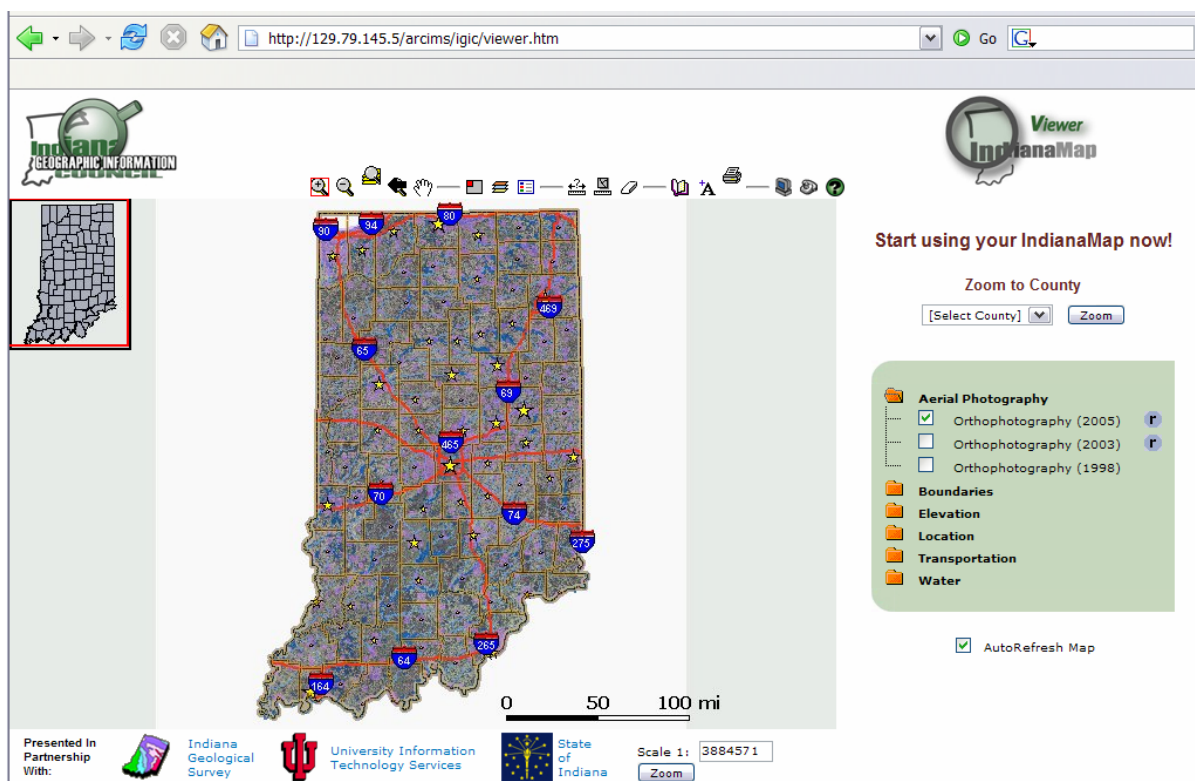 http://129.79.145.5/arcims/igic/viewer.htm
Go
G
Indiana
GEOGRAPHIC INFORMATION
COUNCIL
Viewer
IndianaMap
A
?
90
94
80
469
65
69
465
70
74
275
265
64
164
0 50 100 mi
Start using your IndianaMap now!
Zoom to County
[Select County]
Zoom
Aerial Photography
Orthophotography (2005) r
Orthophotography (2003) r
Orthophotography (1998)
Boundaries
Elevation
Location
Transportation
Water
AutoRefresh Map
Presented In
Partnership
With:
Indiana
Geological
Survey
University Information
Technology Services
State
of
Indiana
Scale 1: 3884571
Zoom